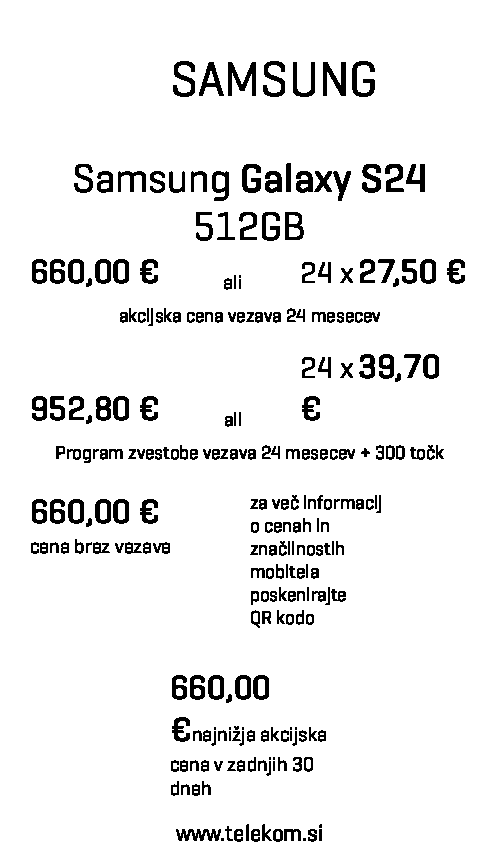 SAMSUNG
Samsung Galaxy S24
512GB
660,00 € ali 24 x 27,50 €
akcijska cena vezava 24 mesecev
24 x 39,70
952,80 € ali €
Program zvestobe vezava 24 mesecev + 300 točk
660,00 €
cena brez vezave
za več informacij
o cenah in
značilnostih
mobitela
poskenirajte
QR kodo
660,00
€najnižja akcijska
cena v zadnjih 30
dneh
www.telekom.si